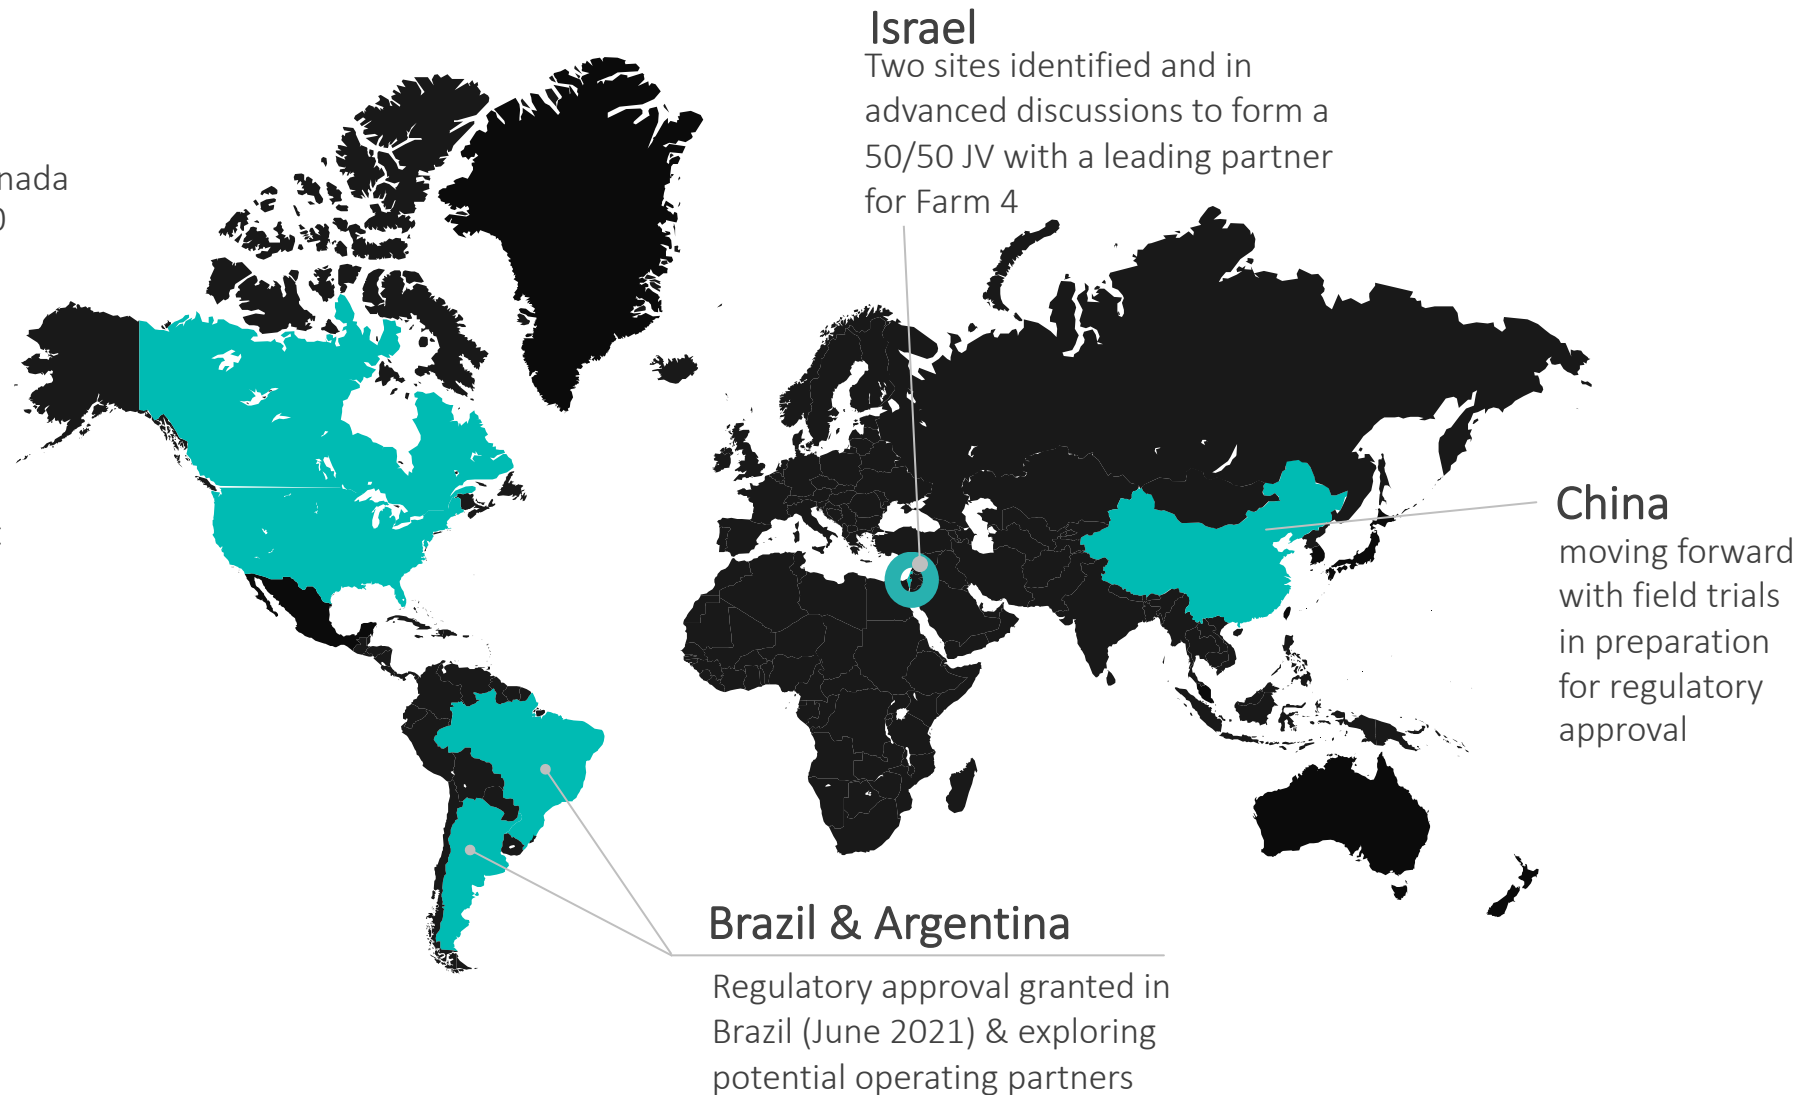 Israel
Two sites identified and in
advanced discussions to form a
50/50 JV with a leading partner
for Farm 4
China
moving forward
with field trials
in preparation
for regulatory
approval
Brazil & Argentina
Regulatory approval granted in
Brazil (June 2021) & exploring
potential operating partners